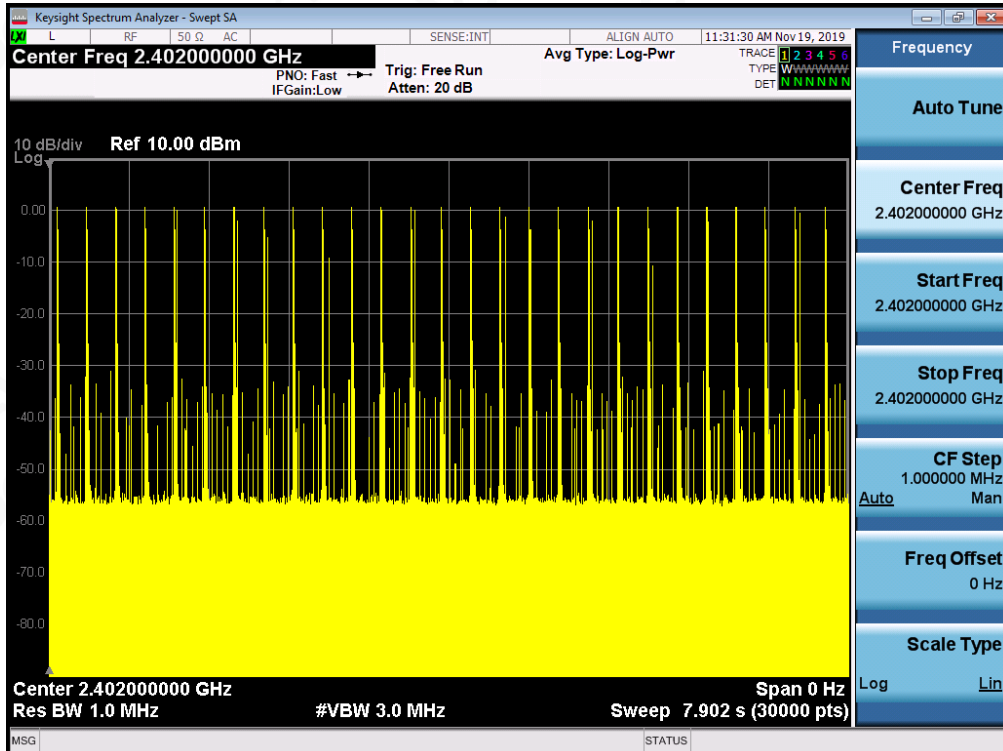 Keysight Spectrum Analyzer - Swept SA
LXI L RF 50 Ω AC SENSE:INT ALIGN AUTO 11:31:30 AM Nov 19, 2019
Center Freq 2.402000000 GHz
PNO: Fast
IFGain:Low
Trig: Free Run
Atten: 20 dB
Avg Type: Log-Pwr
TRACE 1 2 3 4 5 6
TYPE WWWWWW
DET N N N N N N
10 dB/div Ref 10.00 dBm
Log
0.00
-10.0
-20.0
-30.0
-40.0
-50.0
-60.0
-70.0
-80.0
Center 2.402000000 GHz Span 0 Hz
Res BW 1.0 MHz #VBW 3.0 MHz Sweep 7.902 s (30000 pts)
MSG STATUS
Frequency
Auto Tune
Center Freq
2.402000000 GHz
Start Freq
2.402000000 GHz
Stop Freq
2.402000000 GHz
CF Step
1.000000 MHz
Auto Man
Freq Offset
0 Hz
Scale Type
Log Lin